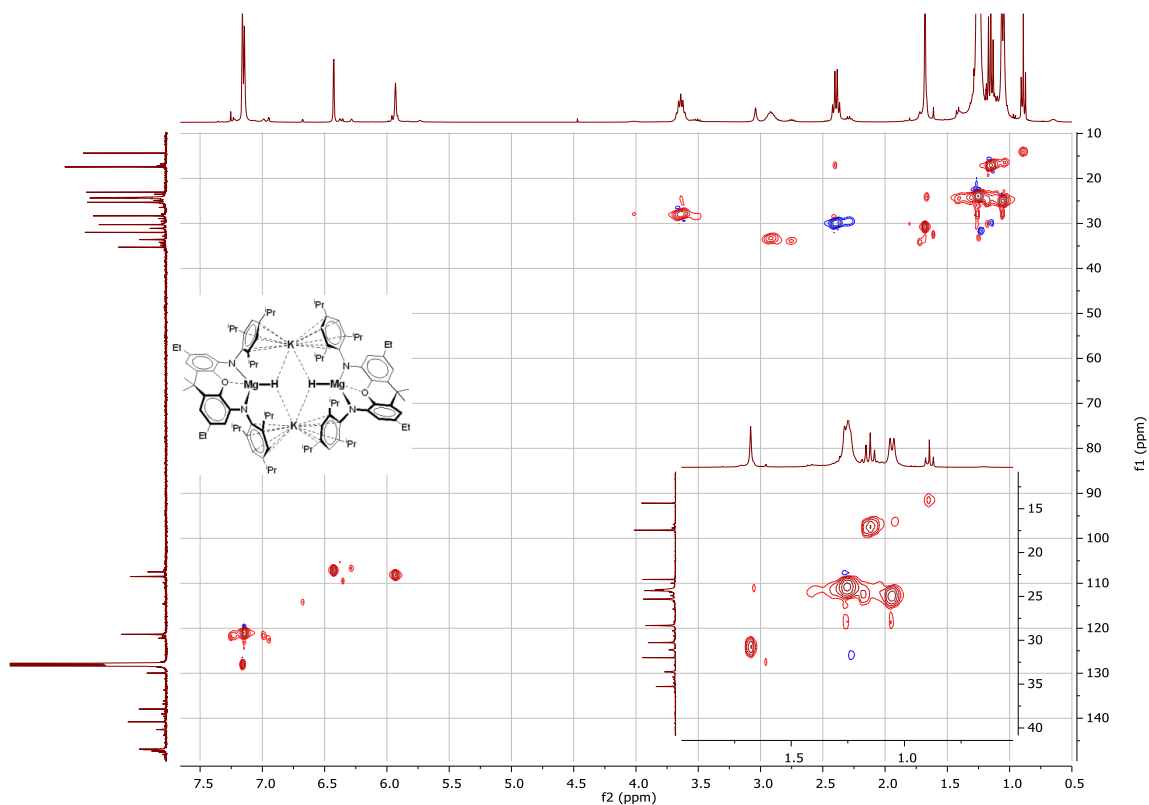 10
20
30
40
50
60
70
80
90
100
110
120
130
140
f1 (ppm)
iPr
iPr
iPr
K
iPr
iPr
iPr
Et
Et
N
N
O
Mg
H
H
Mg
O
N
N
K
iPr
iPr
iPr
iPr
iPr
iPr
Et
Et
15
20
25
30
35
40
1.5
1.0
7.5
7.0
6.5
6.0
5.5
5.0
4.5
4.0
3.5
3.0
2.5
2.0
1.5
1.0
0.5
f2 (ppm)